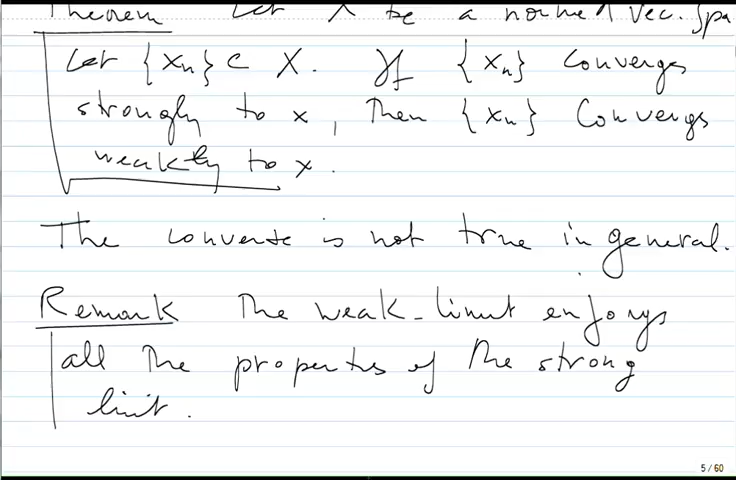 Theorem Let X be a normed vec. spa
Let {xn} ⊂ X. If {xn} converges
strongly to x, Then {xn} converges
weakly to x.
The converse is not true in general.
Remark The weak-limit enjoys
all The properties of The strong
limit.
5 / 60